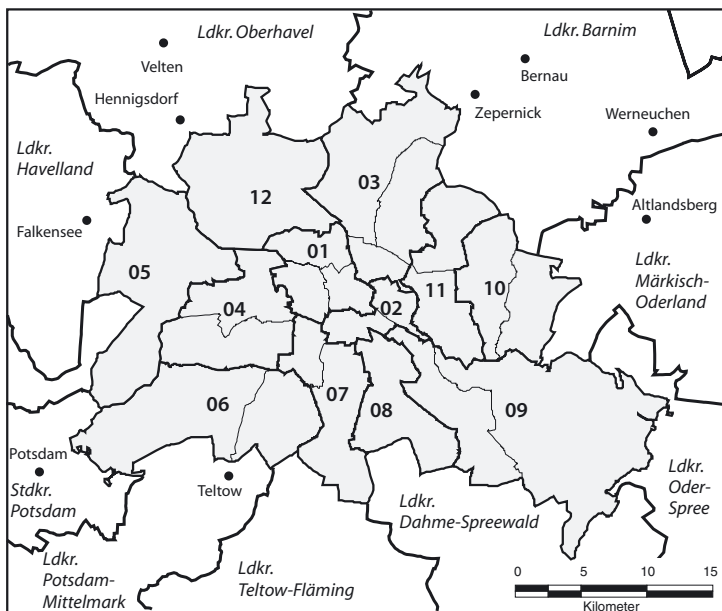 Ldkr. Oberhavel
Ldkr. Barnim
Velten
Bernau
Hennigsdorf
Zepernick
Werneuchen
Ldkr.
Havelland
03
12
Altlandsberg
Falkensee
01
05
Ldkr.
Märkisch-
Oderland
04
02
11
10
07
06
08
09
Potsdam
Stdkr.
Potsdam
Teltow
Ldkr.
Dahme-Spreewald
Ldkr.
Oder-
Spree
Ldkr.
Potsdam-
Mittelmark
Ldkr.
Teltow-Fläming
0 5 10 15
Kilometer